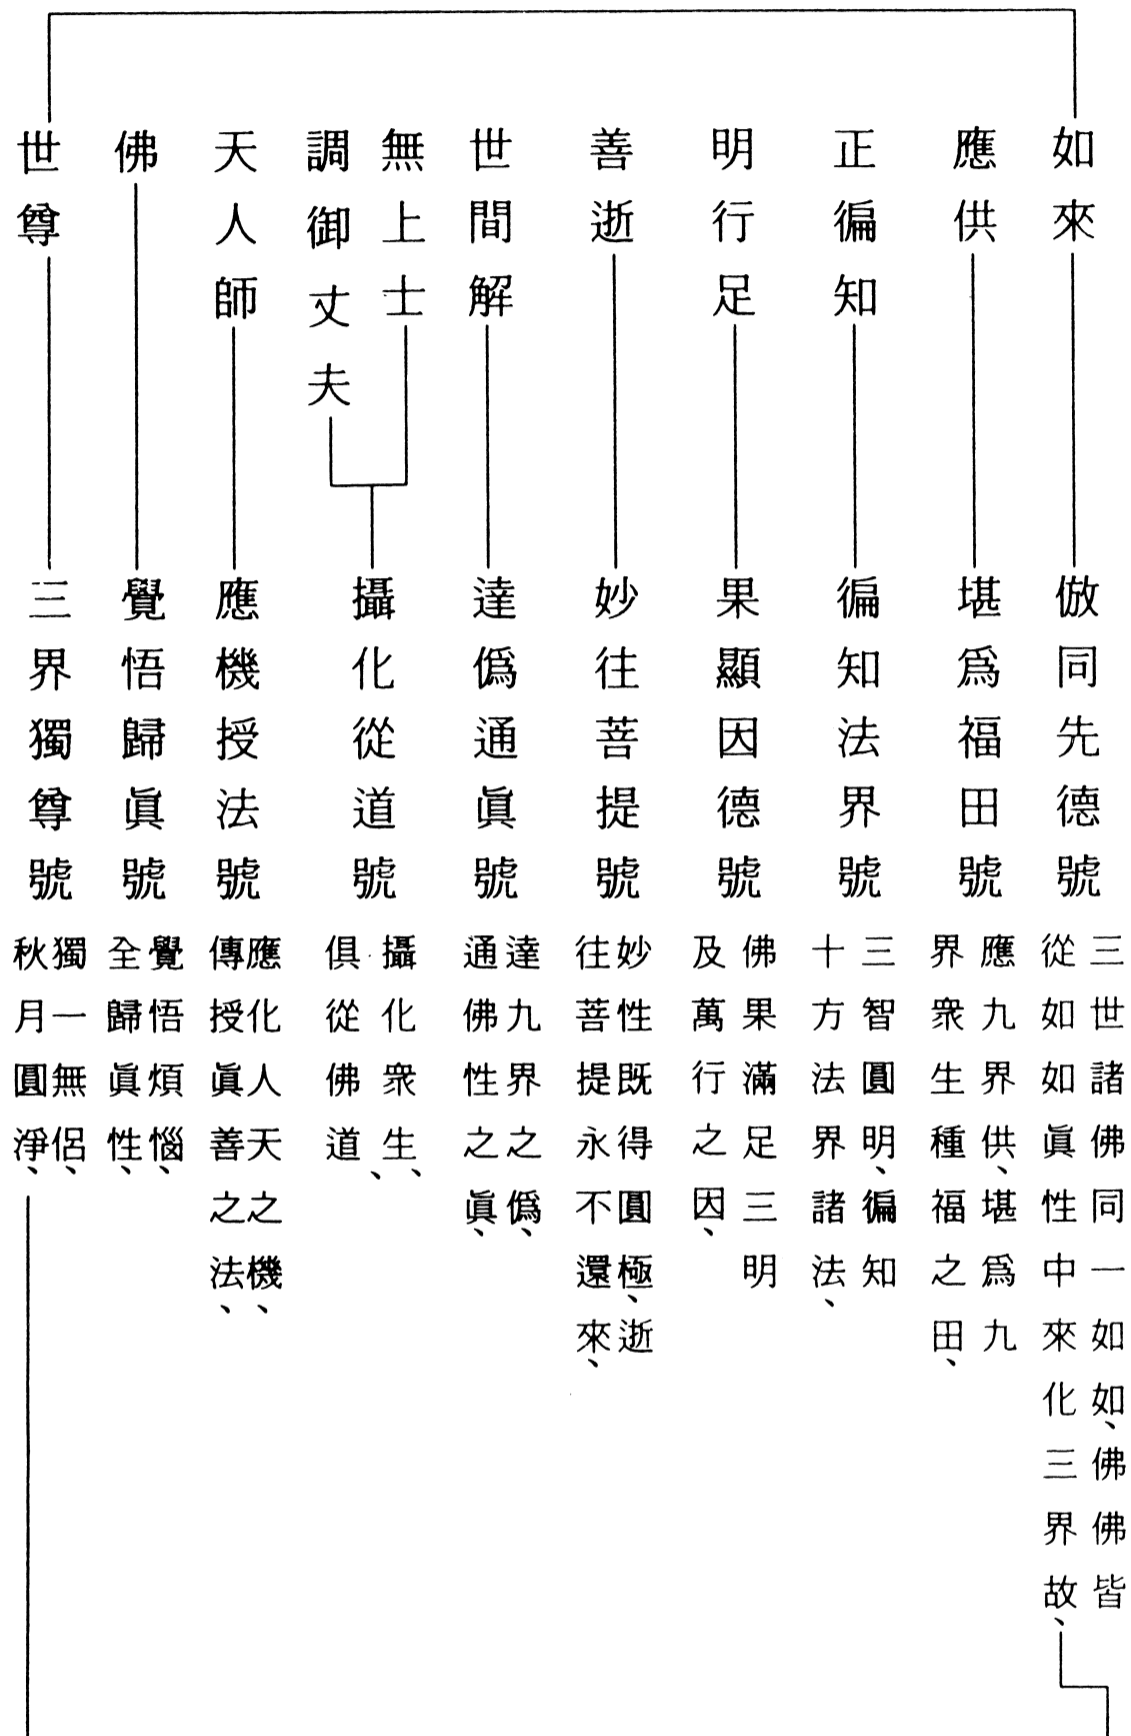 如來
倣同先德號
三世諸佛同一如如、佛佛皆
從如如眞性中來化三界故、
應供
堪爲福田號
應九界供、堪爲九
界衆生種福之田、
正徧知
徧知法界號
三智圓明、徧知
十方法界諸法、
明行足
果顯因德號
佛果滿足三明
及萬行之因、
善逝
妙往菩提號
妙性既得圓極、逝
往菩提永不還來、
世間解
達僞通眞號
達九界之僞、
通佛性之眞、
無上士
調御丈夫
攝化從道號
攝化衆生、
俱從佛道、
天人師
應機授法號
應化人天之機、
傳授眞善之法、
佛
覺悟歸眞號
覺悟煩惱、
全歸眞性、
世尊
三界獨尊號
獨一無侶、
秋月圓淨、